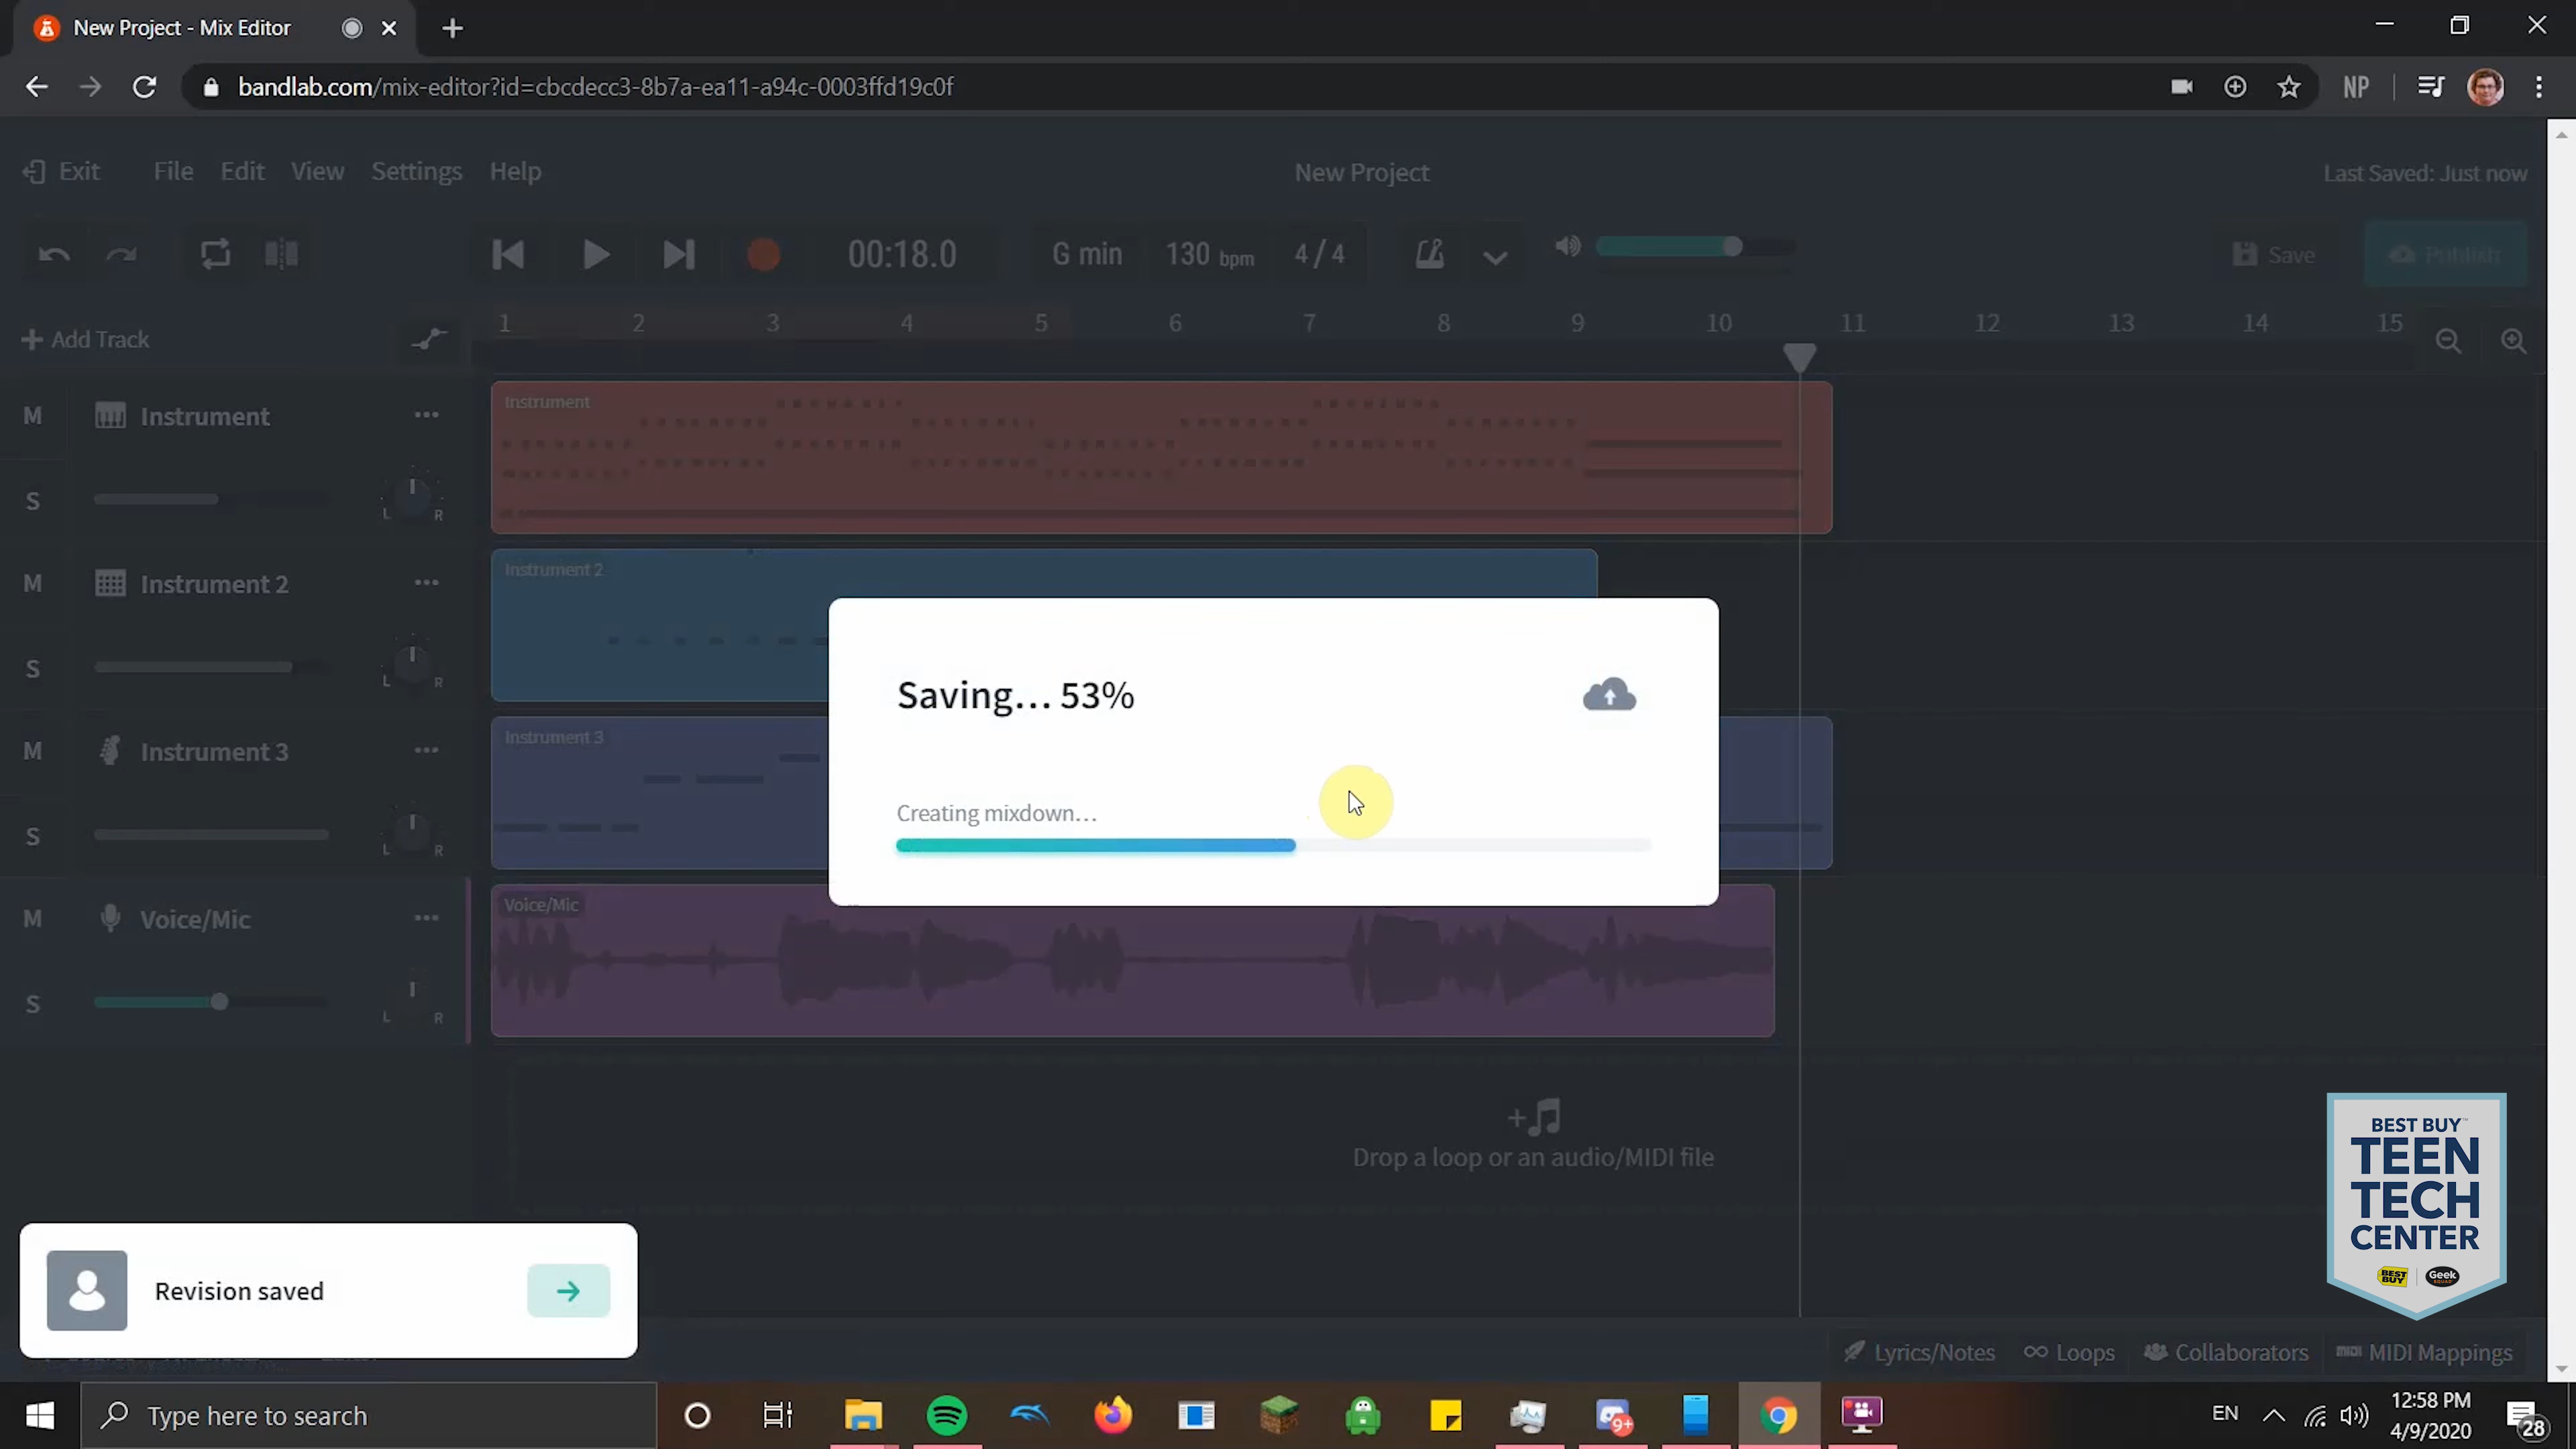 New Project - Mix Editor
bandlab.com/mix-editor?id=cbcdecc3-8b7a-ea11-a94c-0003ffd19c0f
NP
Exit File Edit View Settings Help
New Project
Last Saved: Just now
00:18.0
G min 130 bpm 4 / 4
Save
Publish
Add Track
1 2 3 4 5 6 7 8 9 10 11 12 13 14 15
M Instrument
S
L R
Instrument
M Instrument 2
S
L R
Instrument 2
M Instrument 3
S
L R
Instrument 3
M Voice/Mic
S
L R
Voice/Mic
Saving... 53%
Creating mixdown...
Drop a loop or an audio/MIDI file
BEST BUY™
TEEN
TECH
CENTER
BEST BUY
Geek SQUAD
Revision saved
Lyrics/Notes Loops Collaborators MIDI MIDI Mappings
Type here to search
9+
EN
12:58 PM
4/9/2020
28